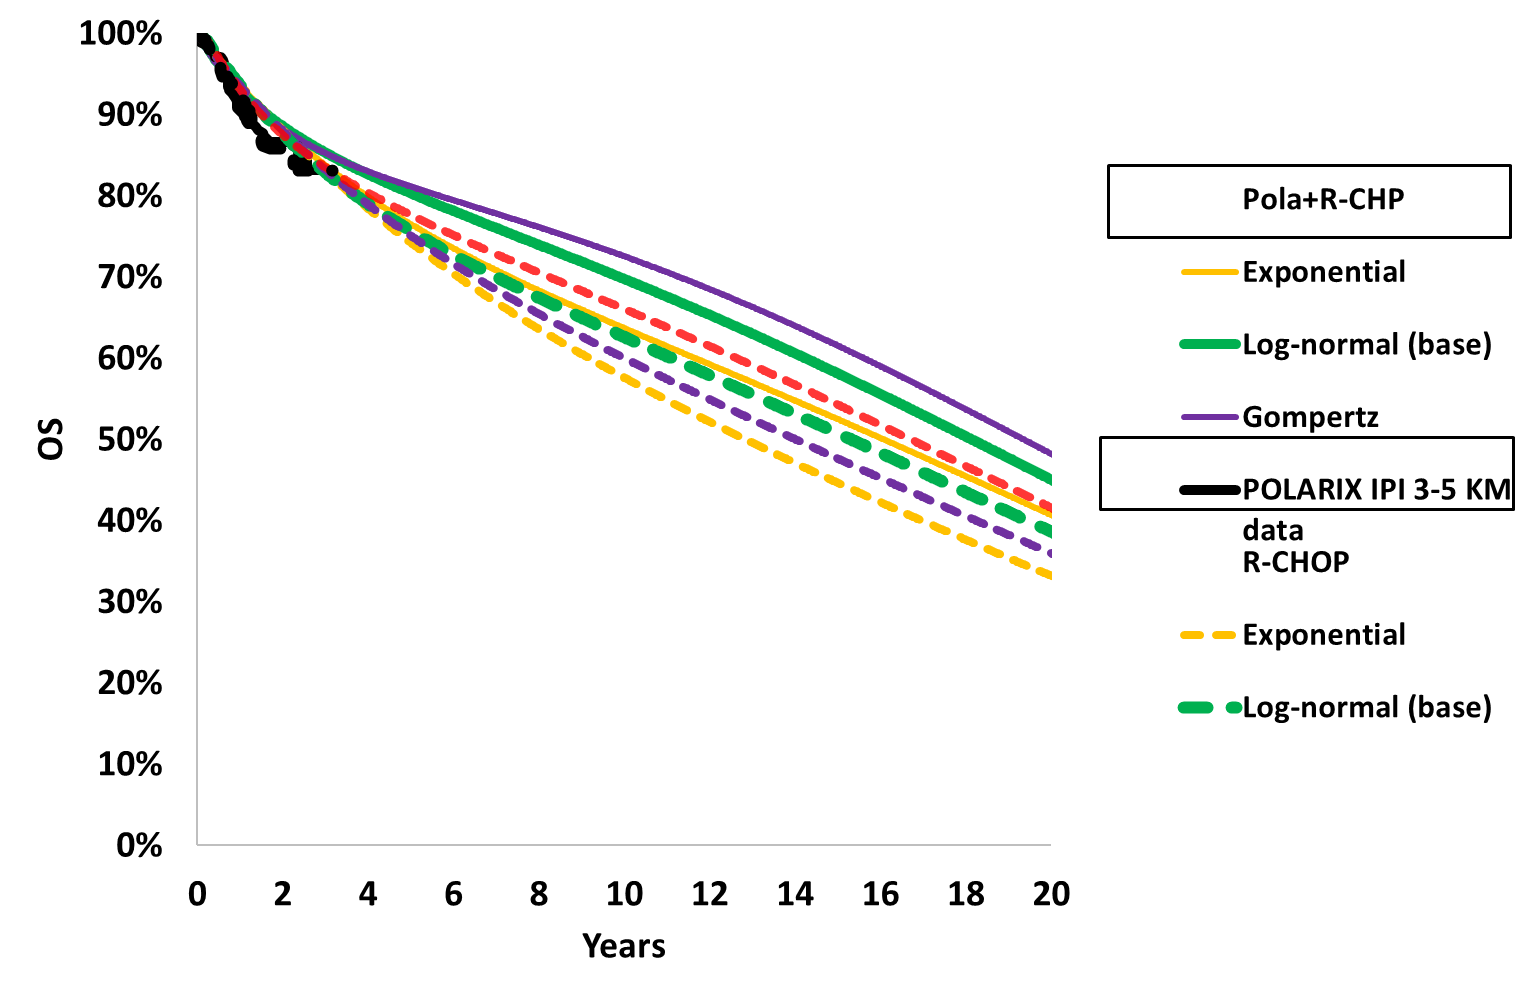 100%
90%
80%
70%
60%
50%
40%
30%
20%
10%
0%
OS
0 2 4 6 8 10 12 14 16 18 20
Years
Pola+R-CHP
Exponential
Log-normal (base)
Gompertz
POLARIX IPI 3-5 KM
data
R-CHOP
Exponential
Log-normal (base)